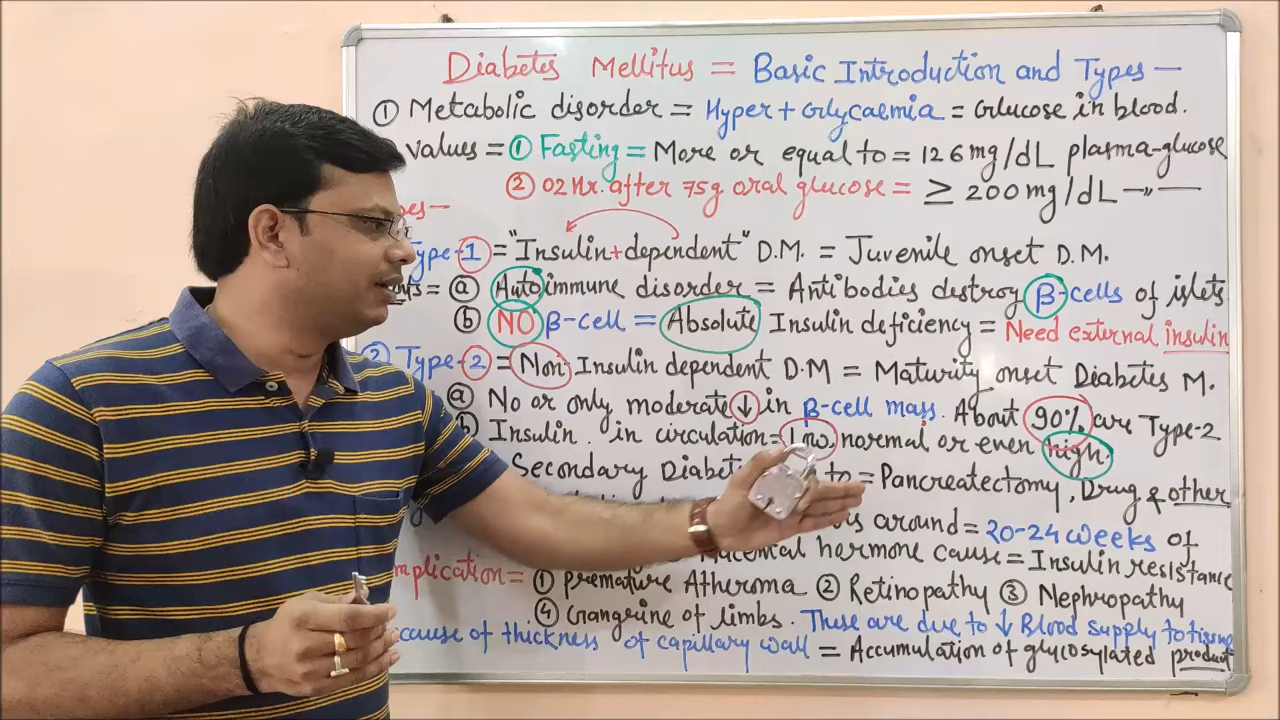 Diabetes Mellitus = Basic Introduction and Types —
① Metabolic disorder = Hyper + Glycaemia = Glucose in blood.
values = ① Fasting = More or equal to = 126 mg/dL plasma-glucose
② 02 Hr. after 75g oral glucose = ≥ 200 mg/dL —〃—
Type-1 = "Insulin+dependent" D.M. = Juvenile onset D.M.
= ⓐ Autoimmune disorder = Antibodies destroy β-cells of islets
ⓑ NO β-cell = Absolute Insulin deficiency = Need external insulin
② Type-2 = Non Insulin dependent D.M = Maturity onset Diabetes M.
ⓐ No or only moderate ↓ in β-cell mass. About 90% are Type-2
ⓑ Insulin in circulation = Low, normal or even high.
Secondary to = Pancreatectomy, Drug & other
around = 20-24 weeks of
hormone cause = Insulin resistance
= ① premature Atheroma ② Retinopathy ③ Nephropathy
④ Gangrine of limbs. These are due to ↓ Blood supply to tissue
cause of thickness of capillary wall = Accumulation of glycosylated product